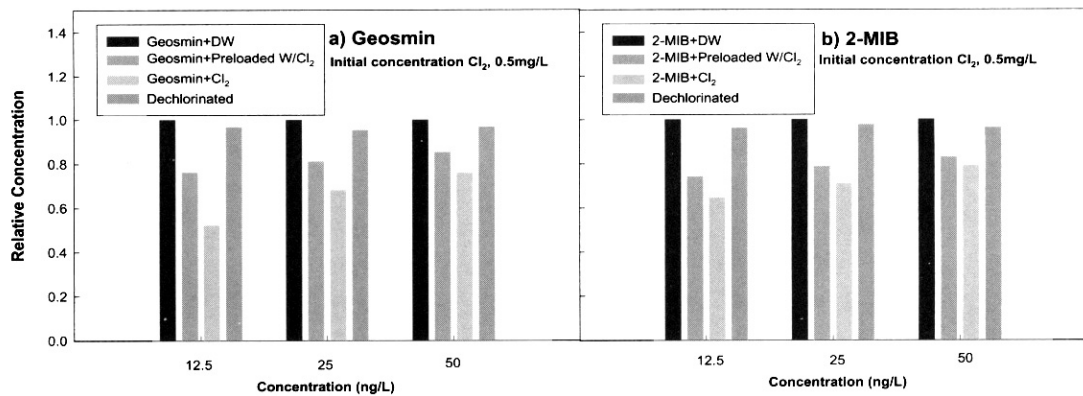 1.4
1.2
1.0
0.8
0.6
0.4
0.2
0.0
Relative Concentration
Geosmin+DW
Geosmin+Preloaded W/Cl₂
Geosmin+Cl₂
Dechlorinated
a) Geosmin
Initial concentration Cl₂, 0.5mg/L
12.5 25 50
Concentration (ng/L)
2-MIB+DW
2-MIB+Preloaded W/Cl₂
2-MIB+Cl₂
Dechlorinated
b) 2-MIB
Initial concentration Cl₂, 0.5mg/L
12.5 25 50
Concentration (ng/L)